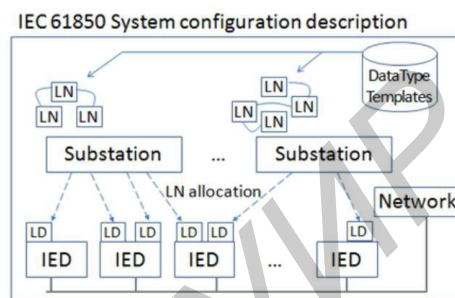 IEC 61850 System configuration description
LN
LN LN
LN
LN LN
LN
DataType
Templates
Substation ... Substation
LN allocation
Network
LD LD LD LD LD LD
IED IED IED ... IED
УИР